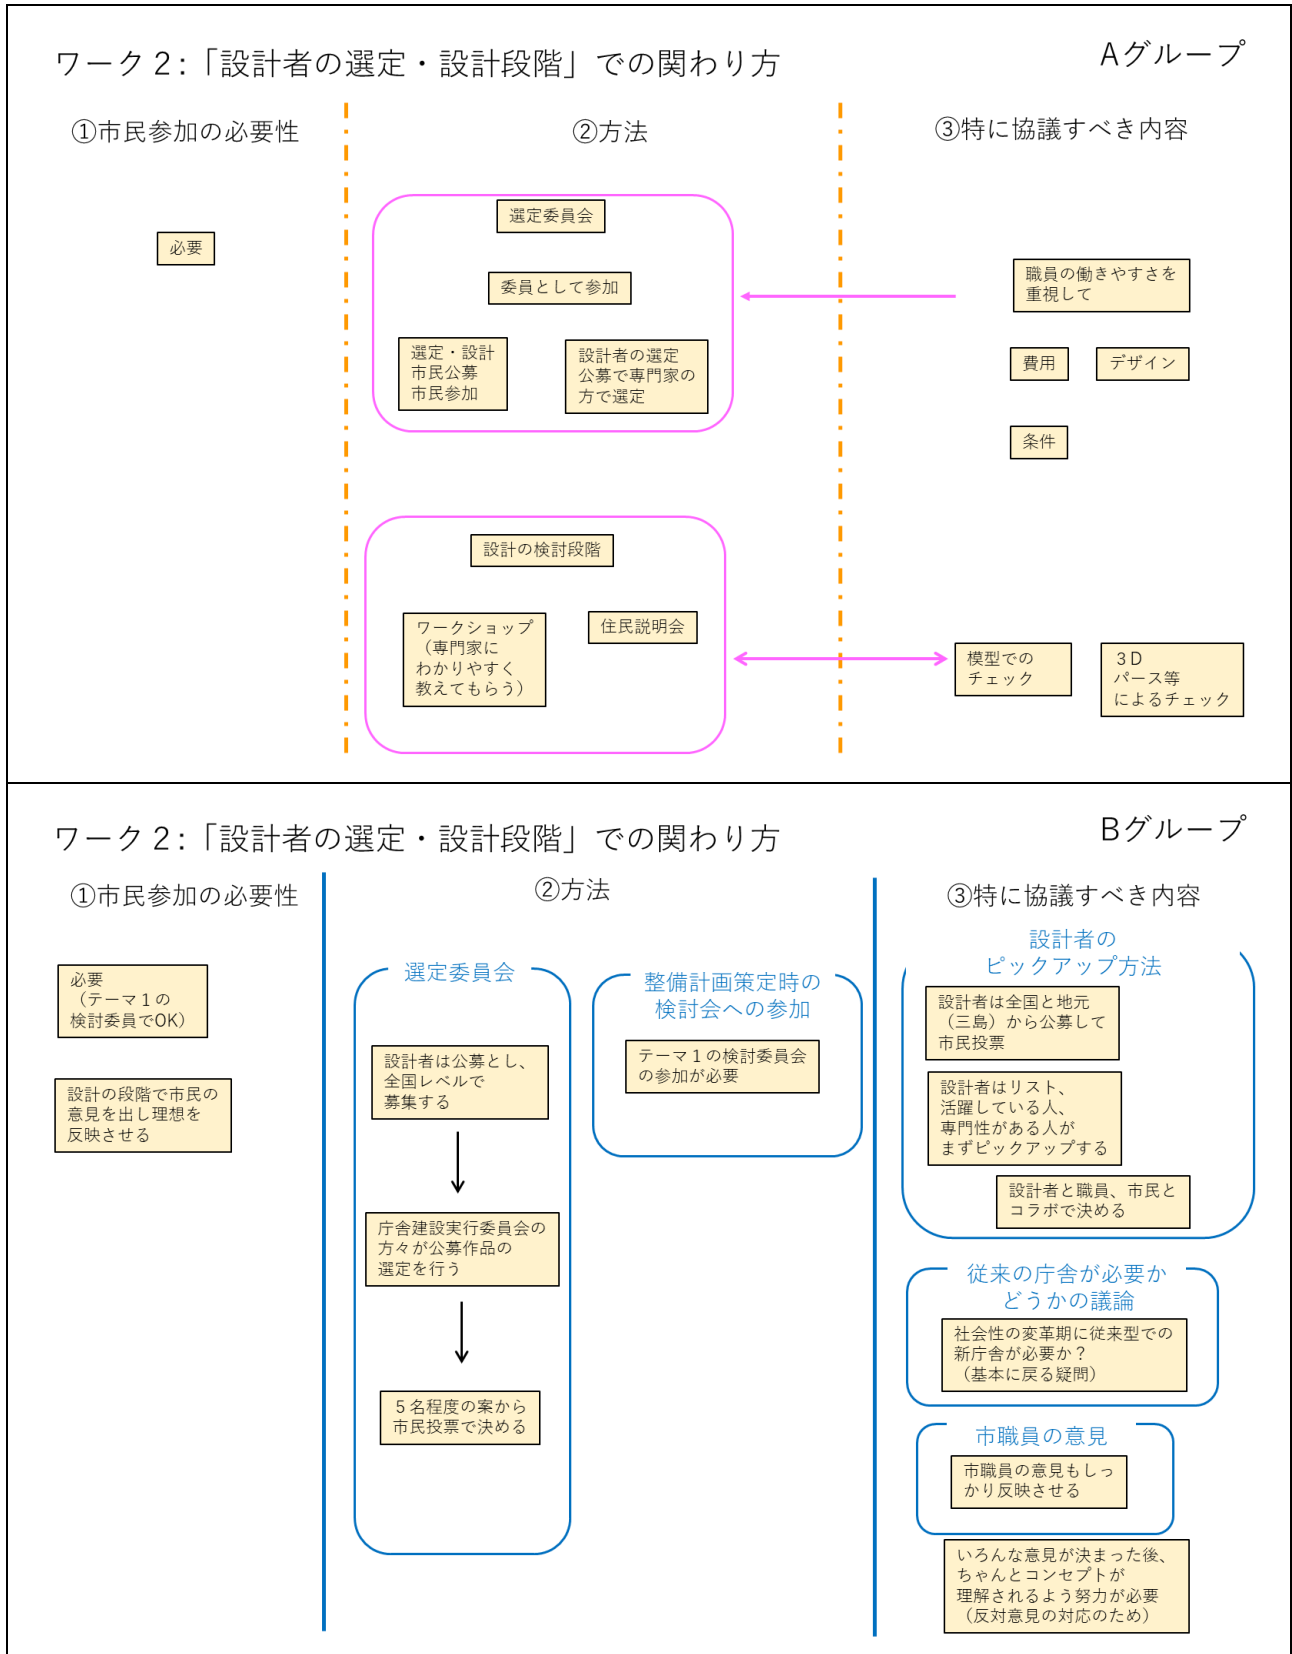 ワーク２：「設計者の選定・設計段階」での関わり方
Aグループ
①市民参加の必要性
②方法
③特に協議すべき内容
必要
選定委員会
委員として参加
選定・設計
市民公募
市民参加
設計者の選定
公募で専門家の
方で選定
職員の働きやすさを
重視して
費用
デザイン
条件
設計の検討段階
ワークショップ
（専門家に
わかりやすく
教えてもらう）
住民説明会
模型での
チェック
３D
パース等
によるチェック
ワーク２：「設計者の選定・設計段階」での関わり方
Bグループ
①市民参加の必要性
②方法
③特に協議すべき内容
必要
（テーマ１の
検討委員でOK）
設計の段階で市民の
意見を出し理想を
反映させる
選定委員会
設計者は公募とし、
全国レベルで
募集する
庁舎建設実行委員会の
方々が公募作品の
選定を行う
５名程度の案から
市民投票で決める
整備計画策定時の
検討会への参加
テーマ１の検討委員会
の参加が必要
設計者の
ピックアップ方法
設計者は全国と地元
（三島）から公募して
市民投票
設計者はリスト、
活躍している人、
専門性がある人が
まずピックアップする
設計者と職員、市民と
コラボで決める
従来の庁舎が必要か
どうかの議論
社会性の変革期に従来型での
新庁舎が必要か？
（基本に戻る疑問）
市職員の意見
市職員の意見もしっ
かり反映させる
いろんな意見が決まった後、
ちゃんとコンセプトが
理解されるよう努力が必要
（反対意見の対応のため）